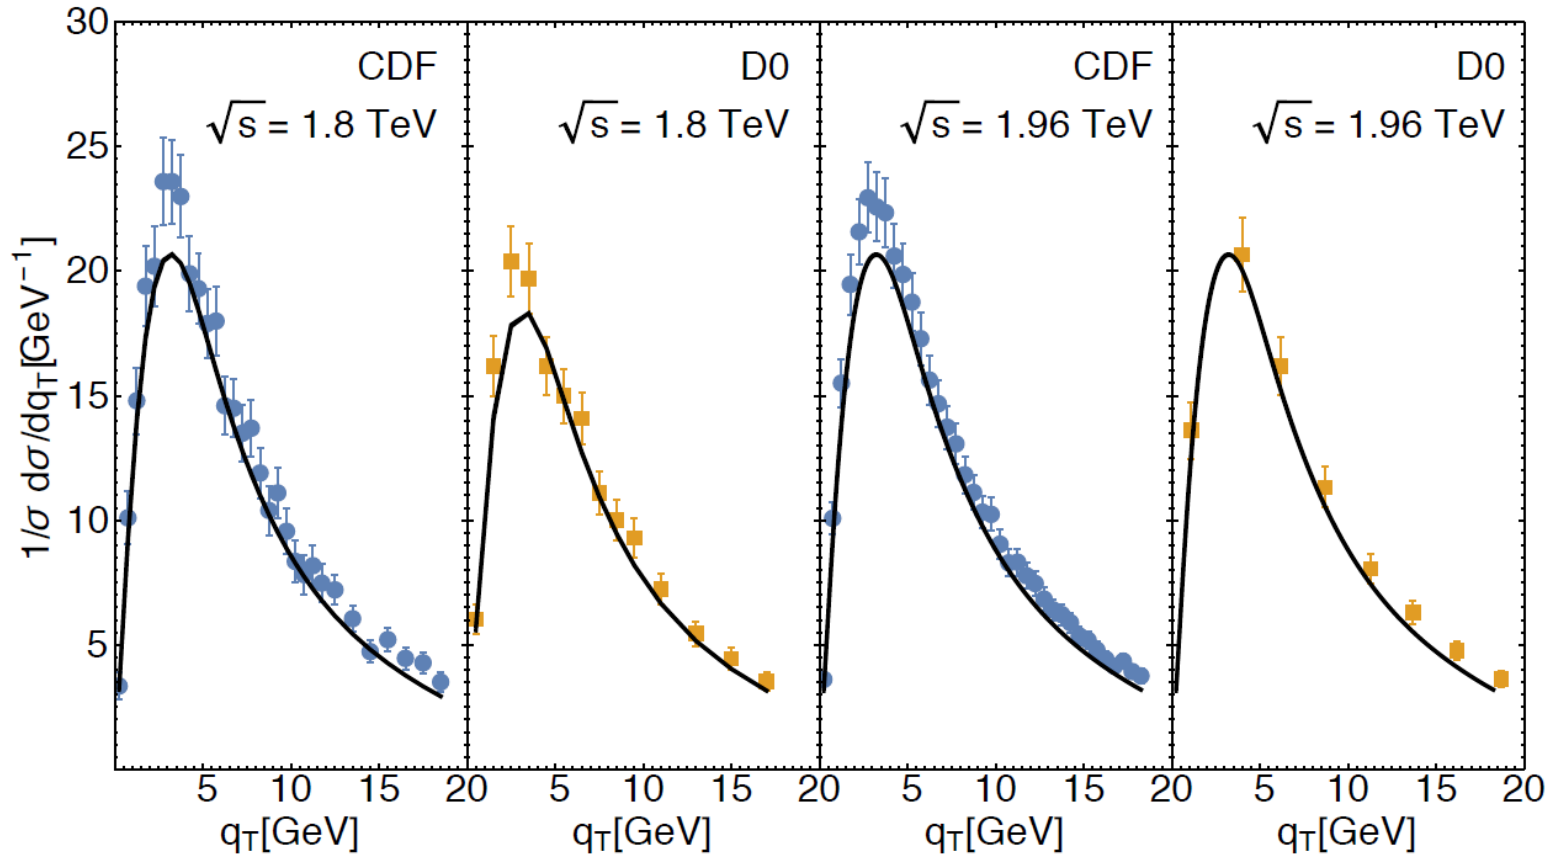 30
25
20
15
10
5
1/σ dσ/dq_T[GeV⁻¹]
CDF
√s = 1.8 TeV
D0
√s = 1.8 TeV
CDF
√s = 1.96 TeV
D0
√s = 1.96 TeV
5 10 15 20 5 10 15 20 5 10 15 20 5 10 15 20
q_T[GeV] q_T[GeV] q_T[GeV] q_T[GeV]